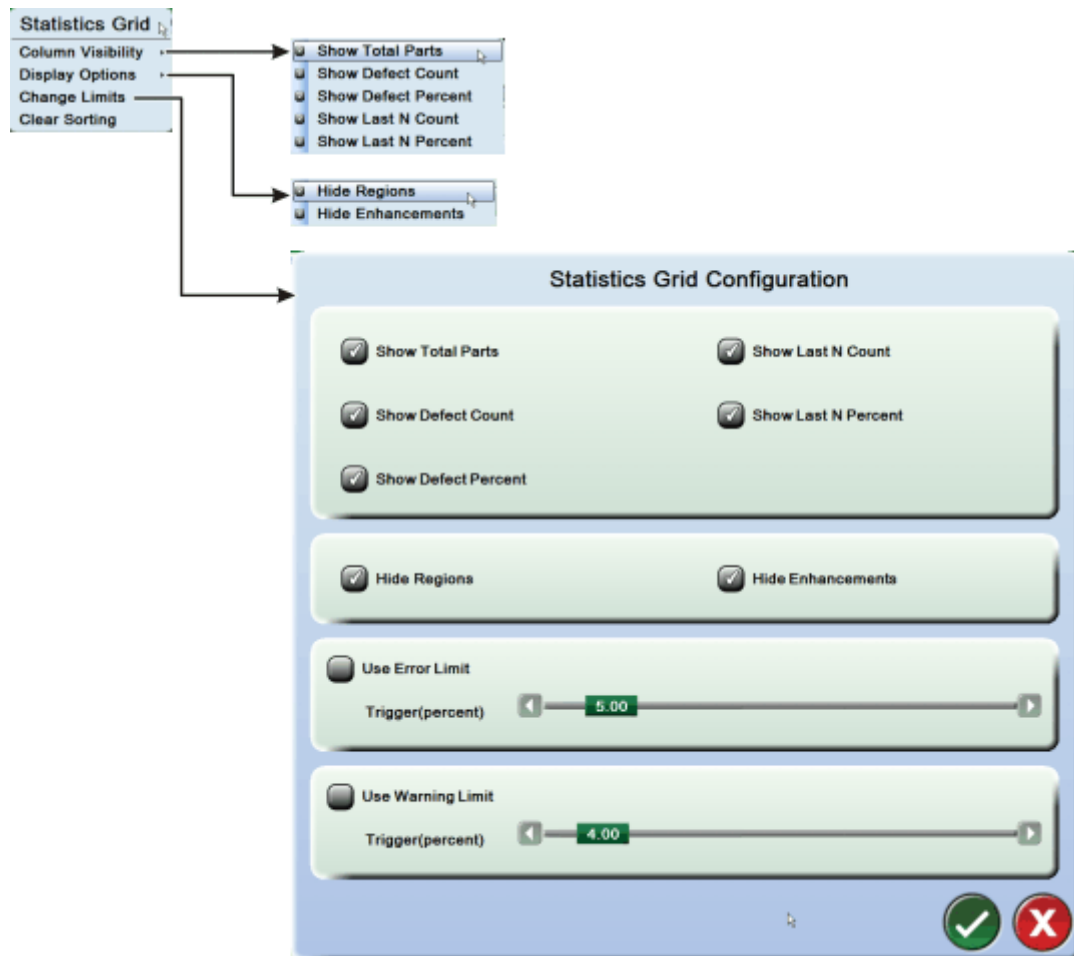 Statistics Grid
Column Visibility
Display Options
Change Limits
Clear Sorting
Show Total Parts
Show Defect Count
Show Defect Percent
Show Last N Count
Show Last N Percent
Hide Regions
Hide Enhancements
Statistics Grid Configuration
Show Total Parts
Show Last N Count
Show Defect Count
Show Last N Percent
Show Defect Percent
Hide Regions
Hide Enhancements
Use Error Limit
Trigger(percent)
5.00
Use Warning Limit
Trigger(percent)
4.00